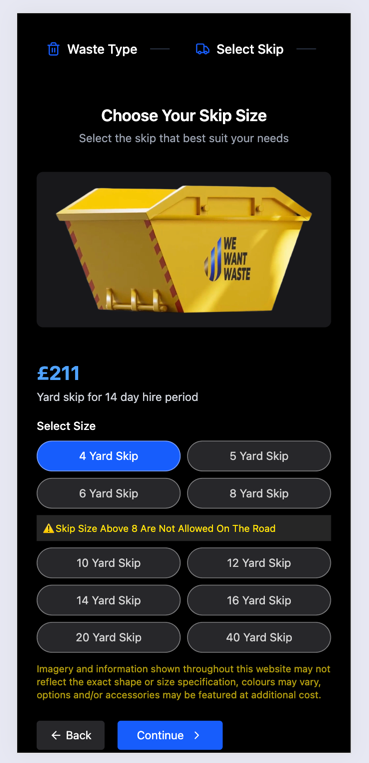 Waste Type
Select Skip
Choose Your Skip Size
Select the skip that best suit your needs
WE
WANT
WASTE
£211
Yard skip for 14 day hire period
Select Size
4 Yard Skip
5 Yard Skip
6 Yard Skip
8 Yard Skip
Skip Size Above 8 Are Not Allowed On The Road
10 Yard Skip
12 Yard Skip
14 Yard Skip
16 Yard Skip
20 Yard Skip
40 Yard Skip
Imagery and information shown throughout this website may not
reflect the exact shape or size specification, colours may vary,
options and/or accessories may be featured at additional cost.
Back
Continue